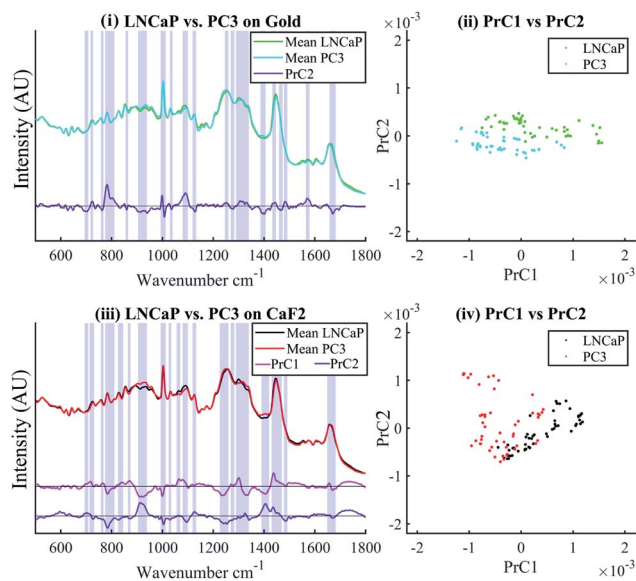 (i) LNCaP vs. PC3 on Gold
Mean LNCaP
Mean PC3
PrC2
Intensity (AU)
600 800 1000 1200 1400 1600 1800
Wavenumber cm-1
(ii) PrC1 vs PrC2
×10−3
LNCaP
PC3
2
1
0
-1
-2
PrC2
-2 -1 0 1 2
PrC1
×10−3
(iii) LNCaP vs. PC3 on CaF2
Mean LNCaP
Mean PC3
PrC1 PrC2
Intensity (AU)
600 800 1000 1200 1400 1600 1800
Wavenumber cm-1
(iv) PrC1 vs PrC2
×10−3
LNCaP
PC3
2
1
0
-1
-2
PrC2
-2 -1 0 1 2
PrC1
×10−3